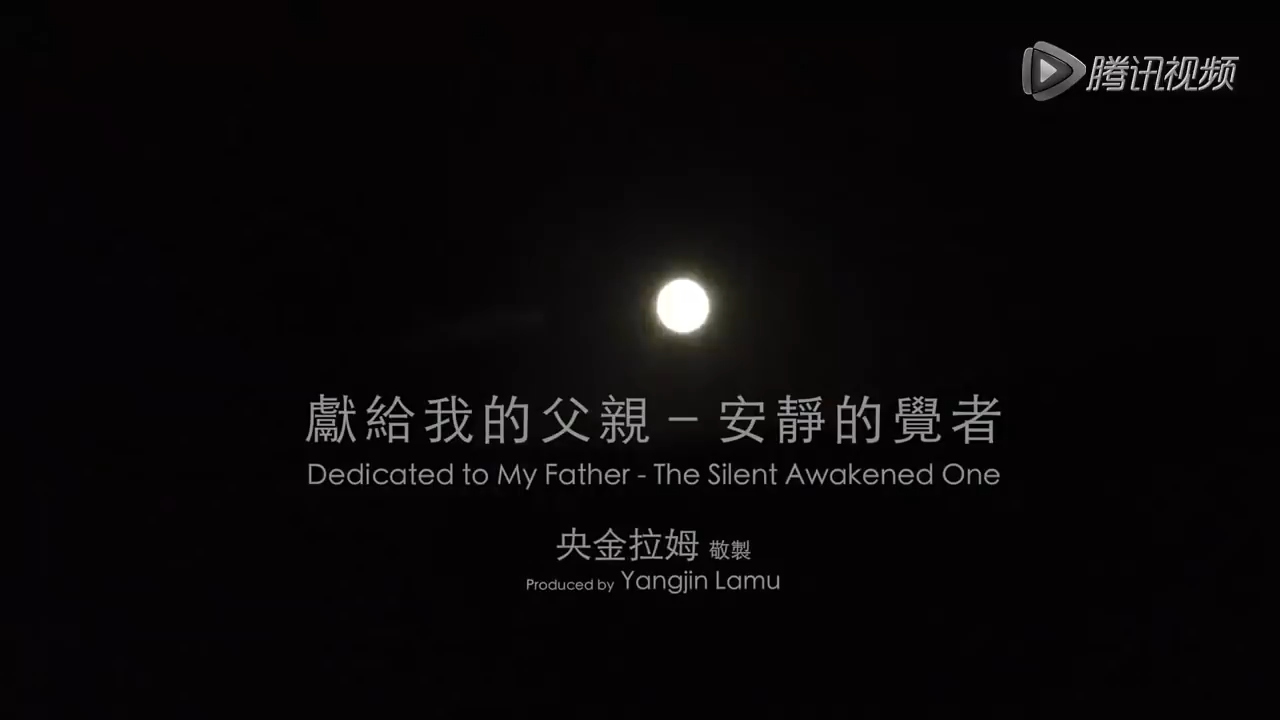 腾讯视频
獻給我的父親 – 安靜的覺者
Dedicated to My Father - The Silent Awakened One
央金拉姆 敬製
Produced by Yangjin Lamu